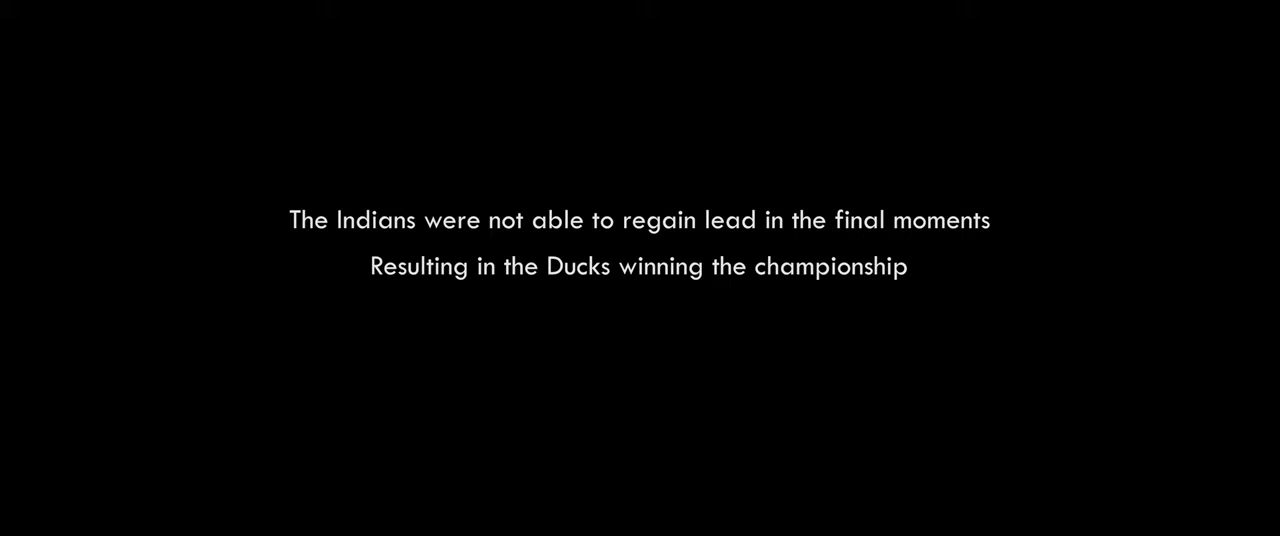 The Indians were not able to regain lead in the final moments
Resulting in the Ducks winning the championship